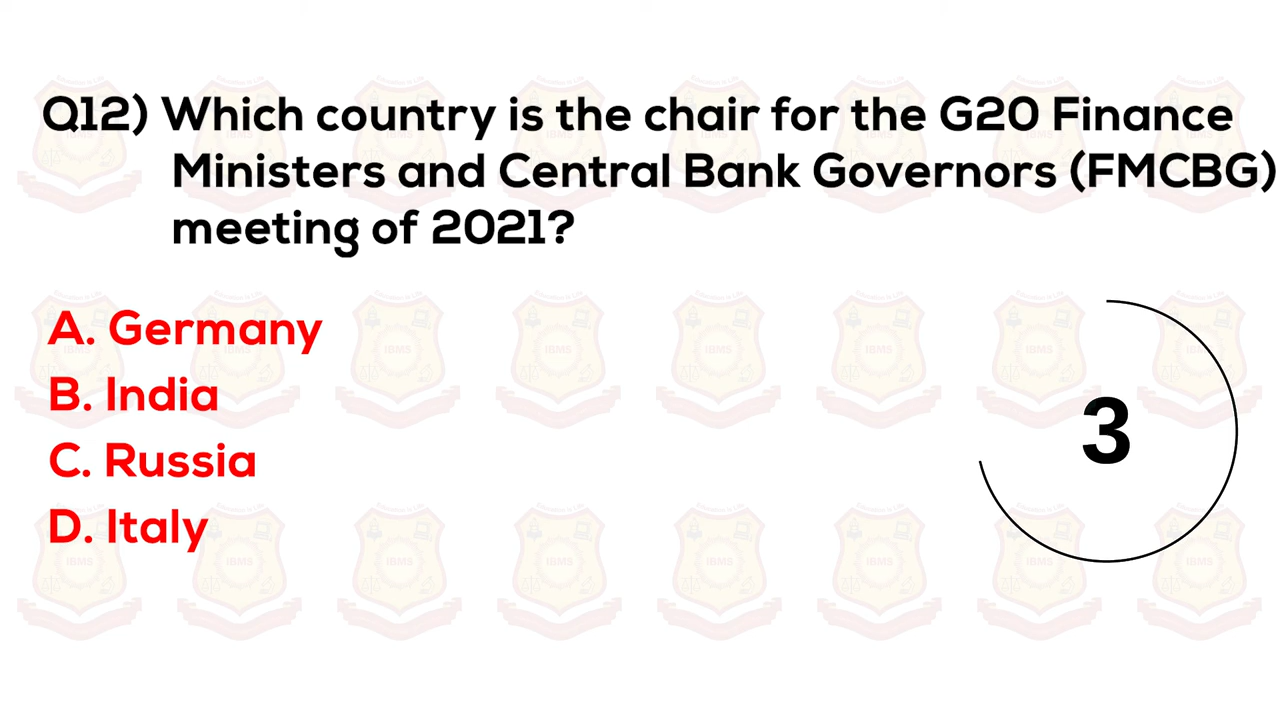 Q12) Which country is the chair for the G20 Finance
Ministers and Central Bank Governors (FMCBG)
meeting of 2021?
A. Germany
B. India
C. Russia
D. Italy
3